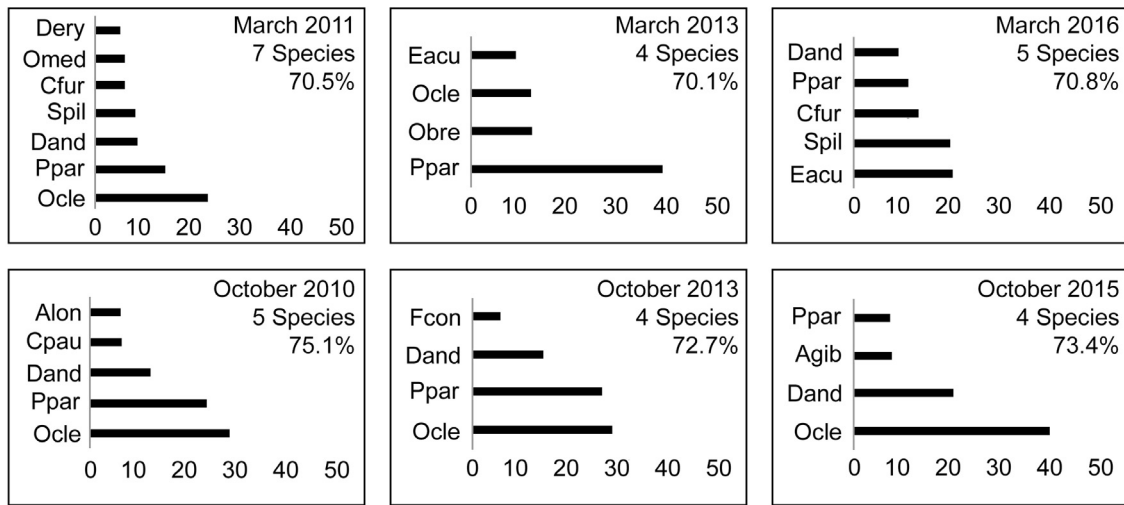 March 2011
7 Species
70.5%
Dery
Omed
Cfur
Spil
Dand
Ppar
Ocle
0 10 20 30 40 50
March 2013
4 Species
70.1%
Eacu
Ocle
Obre
Ppar
0 10 20 30 40 50
March 2016
5 Species
70.8%
Dand
Ppar
Cfur
Spil
Eacu
0 10 20 30 40 50
October 2010
5 Species
75.1%
Alon
Cpau
Dand
Ppar
Ocle
0 10 20 30 40 50
October 2013
4 Species
72.7%
Fcon
Dand
Ppar
Ocle
0 10 20 30 40 50
October 2015
4 Species
73.4%
Ppar
Agib
Dand
Ocle
0 10 20 30 40 50